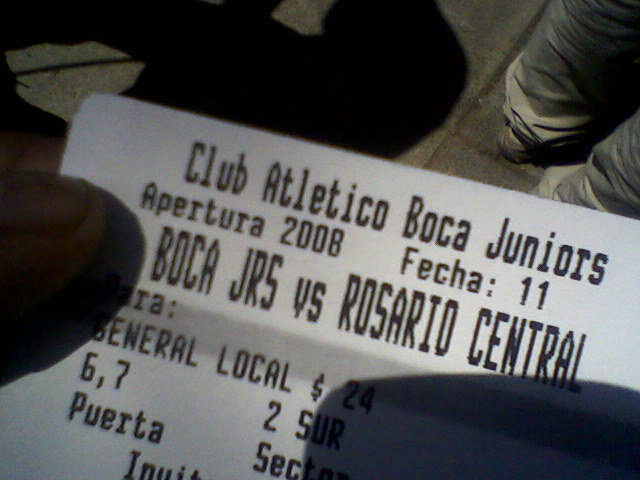 Club Atletico Boca Juniors
Apertura 2008 Fecha: 11
BOCA JRS vs ROSARIO CENTRAL
Para:
GENERAL LOCAL $ 24
6,7 2 SUR
Puerta Sector